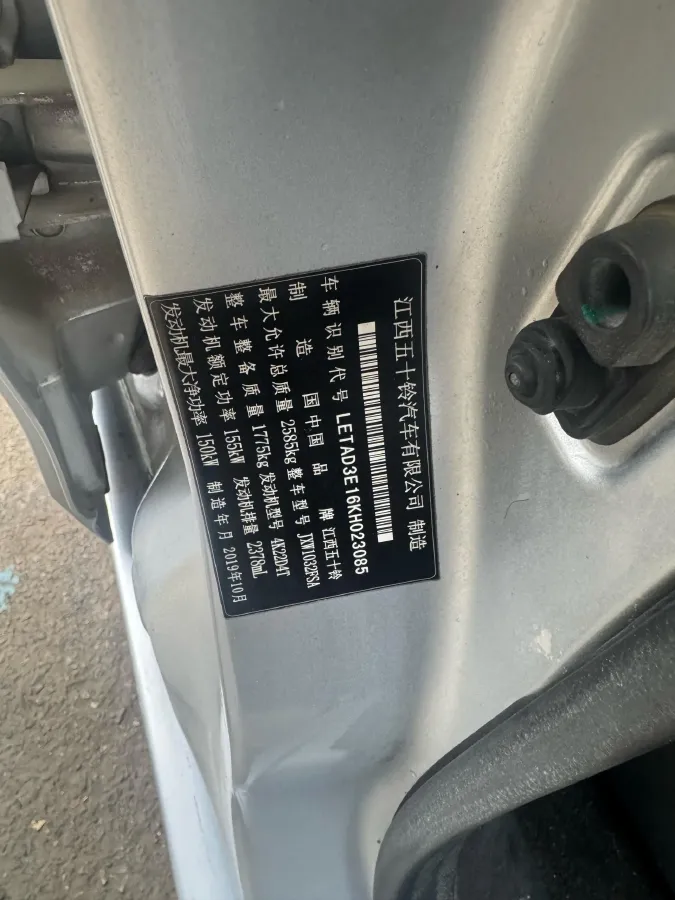 江西五十铃汽车有限公司 制造
车辆识别代号 LETAD3E16KH023085
制造国 中国 品牌 江西五十铃
最大允许总质量 2585kg 整车型号 JXW1032FSA
整车整备质量 1775kg 发动机型号 4K22D4T
发动机额定功率 155kW 发动机排量 2378mL
发动机最大净功率 150kW 制造年月 2019年10月